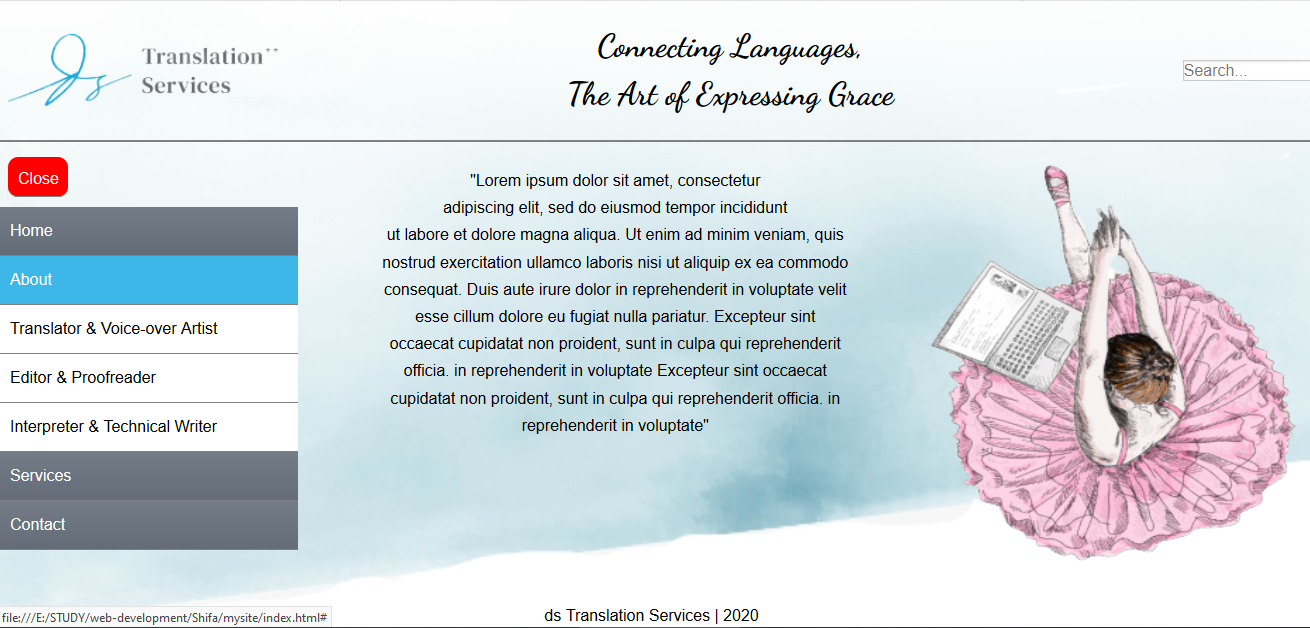 ds Translation++
Services
Connecting Languages,
The Art of Expressing Grace
Search...
Close
Home
About
Translator & Voice-over Artist
Editor & Proofreader
Interpreter & Technical Writer
Services
Contact
"Lorem ipsum dolor sit amet, consectetur
adipiscing elit, sed do eiusmod tempor incididunt
ut labore et dolore magna aliqua. Ut enim ad minim veniam, quis
nostrud exercitation ullamco laboris nisi ut aliquip ex ea commodo
consequat. Duis aute irure dolor in reprehenderit in voluptate velit
esse cillum dolore eu fugiat nulla pariatur. Excepteur sint
occaecat cupidatat non proident, sunt in culpa qui reprehenderit
officia. in reprehenderit in voluptate Excepteur sint occaecat
cupidatat non proident, sunt in culpa qui reprehenderit officia. in
reprehenderit in voluptate"
file:///E:/STUDY/web-development/Shifa/mysite/index.html#
ds Translation Services | 2020